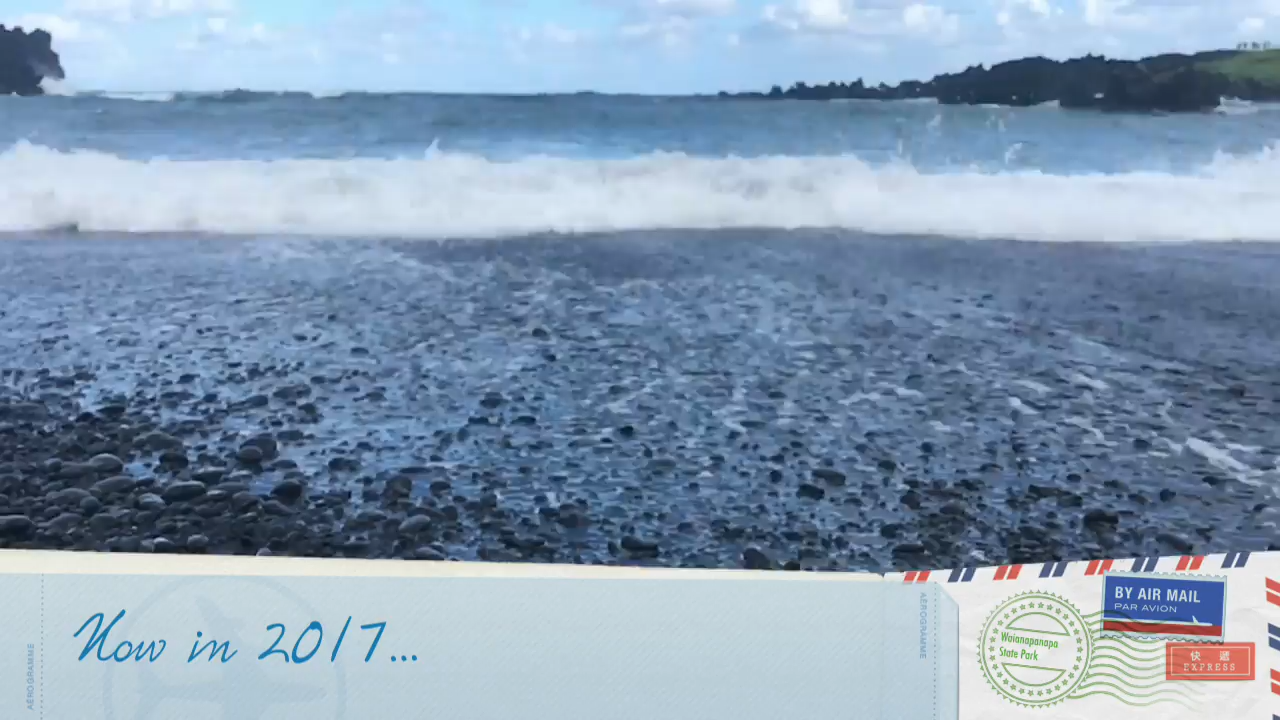 Now in 2017...
AEROGRAMME
AEROGRAMME
Waianapanapa
State Park
BY AIR MAIL
PAR AVION
快 遞
EXPRESS